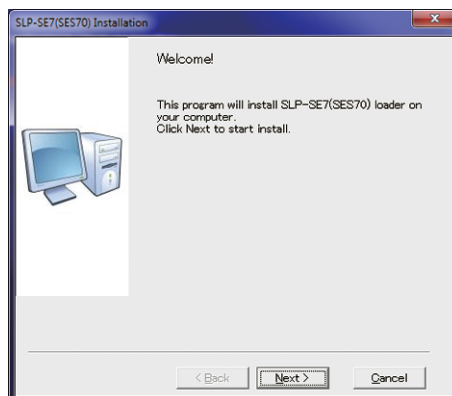 SLP-SE7(SES70) Installation
Welcome!
This program will install SLP-SE7(SES70) loader on
your computer.
Click Next to start install.
< Back
Next >
Cancel